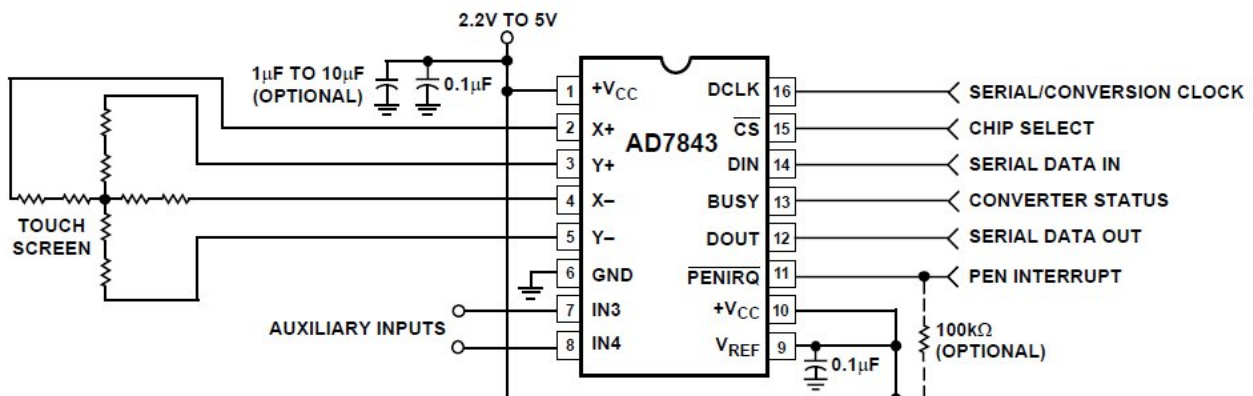 2.2V TO 5V
1µF TO 10µF
(OPTIONAL)
0.1µF
TOUCH
SCREEN
AUXILIARY INPUTS
AD7843
1 +VCC
2 X+
3 Y+
4 X–
5 Y–
6 GND
7 IN3
8 IN4
DCLK 16
CS 15
DIN 14
BUSY 13
DOUT 12
PENIRQ 11
+VCC 10
VREF 9
SERIAL/CONVERSION CLOCK
CHIP SELECT
SERIAL DATA IN
CONVERTER STATUS
SERIAL DATA OUT
PEN INTERRUPT
100kΩ
(OPTIONAL)
0.1µF